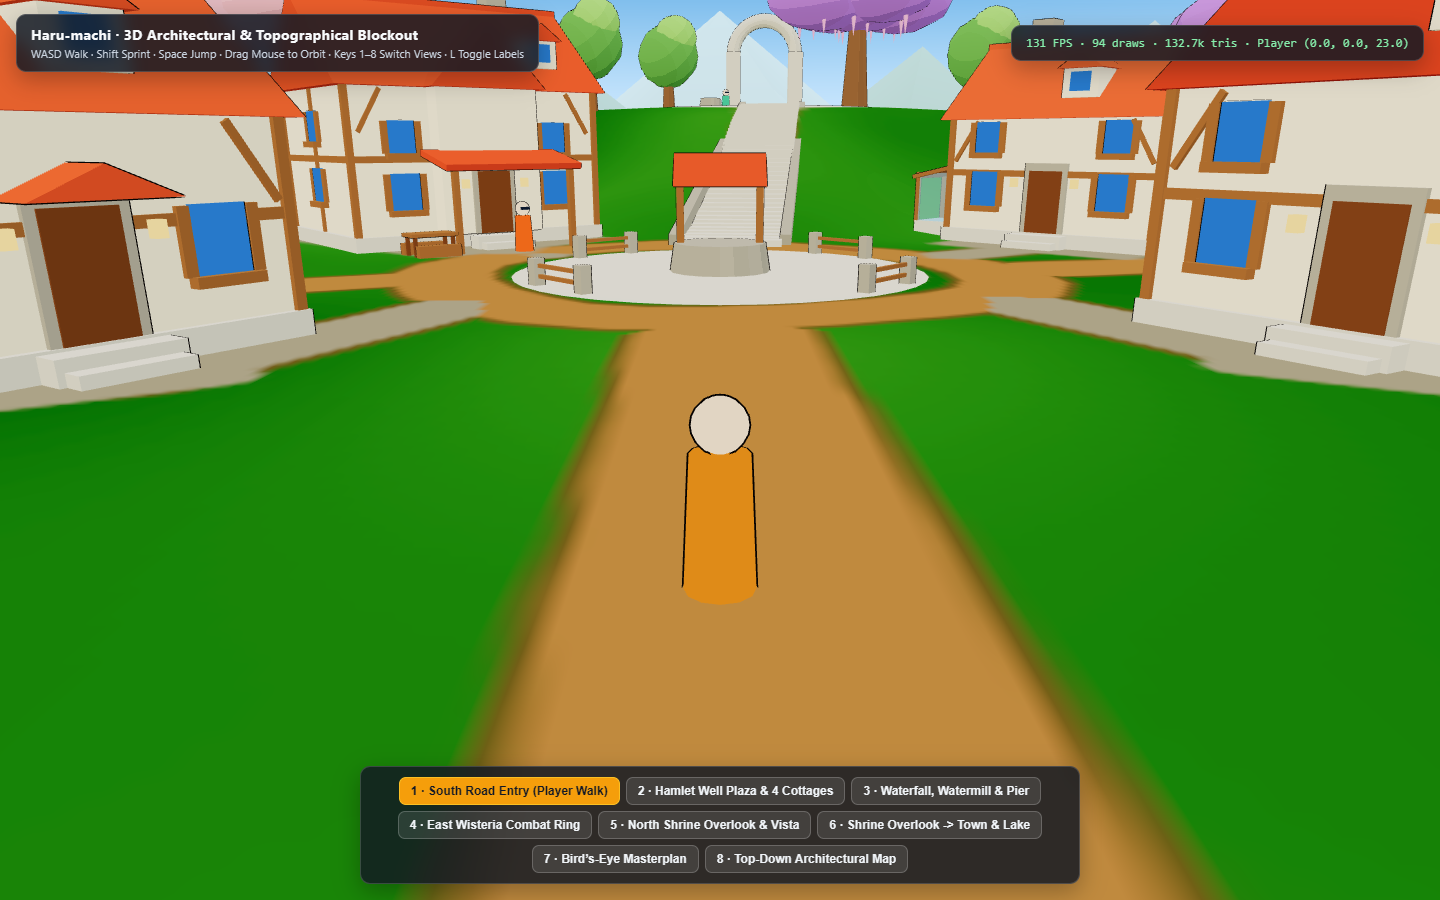 Haru-machi · 3D Architectural & Topographical Blockout
WASD Walk · Shift Sprint · Space Jump · Drag Mouse to Orbit · Keys 1–8 Switch Views · L Toggle Labels
131 FPS · 94 draws · 132.7k tris · Player (0.0, 0.0, 23.0)
1 · South Road Entry (Player Walk)
2 · Hamlet Well Plaza & 4 Cottages
3 · Waterfall, Watermill & Pier
4 · East Wisteria Combat Ring
5 · North Shrine Overlook & Vista
6 · Shrine Overlook -> Town & Lake
7 · Bird's-Eye Masterplan
8 · Top-Down Architectural Map